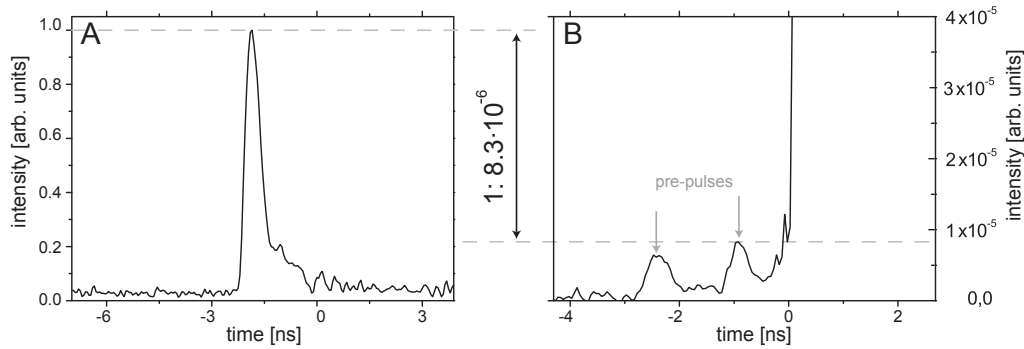 A
intensity [arb. units]
1.0
0.8
0.6
0.4
0.2
0.0
-6
-3
0
3
time [ns]
1: 8.3·10⁻⁶
B
pre-pulses
4x10⁻⁵
3x10⁻⁵
2x10⁻⁵
1x10⁻⁵
0,0
intensity [arb. units]
-4
-2
0
2
time [ns]